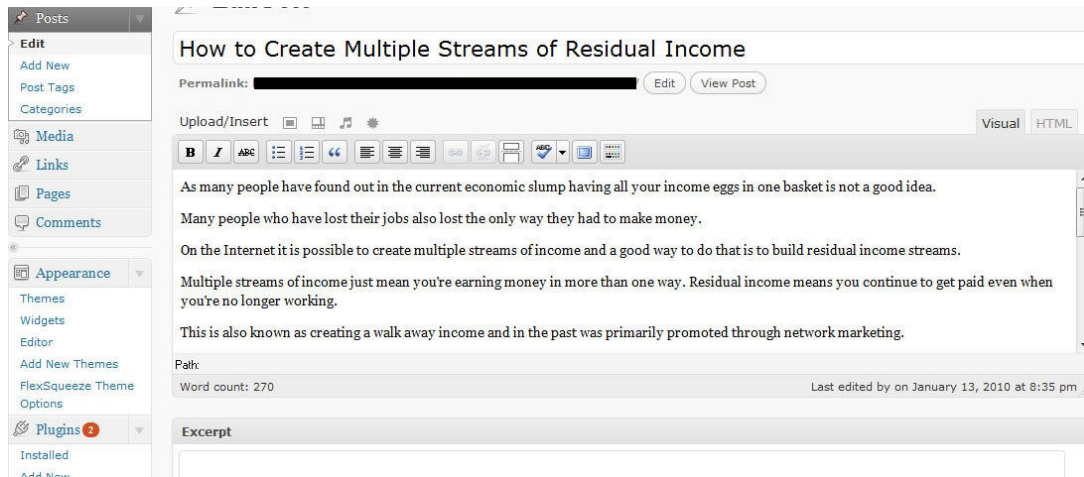 Posts
Edit
Add New
Post Tags
Categories
Media
Links
Pages
Comments
Appearance
Themes
Widgets
Editor
Add New Themes
FlexSqueeze Theme
Options
Plugins 2
Installed
Add New
How to Create Multiple Streams of Residual Income
Permalink: / Edit View Post
Upload/Insert
Visual HTML
B I ABC ABC
As many people have found out in the current economic slump having all your income eggs in one basket is not a good idea.
Many people who have lost their jobs also lost the only way they had to make money.
On the Internet it is possible to create multiple streams of income and a good way to do that is to build residual income streams.
Multiple streams of income just mean you're earning money in more than one way. Residual income means you continue to get paid even when
you're no longer working.
This is also known as creating a walk away income and in the past was primarily promoted through network marketing.
Path:
Word count: 270 Last edited by on January 13, 2010 at 8:35 pm
Excerpt